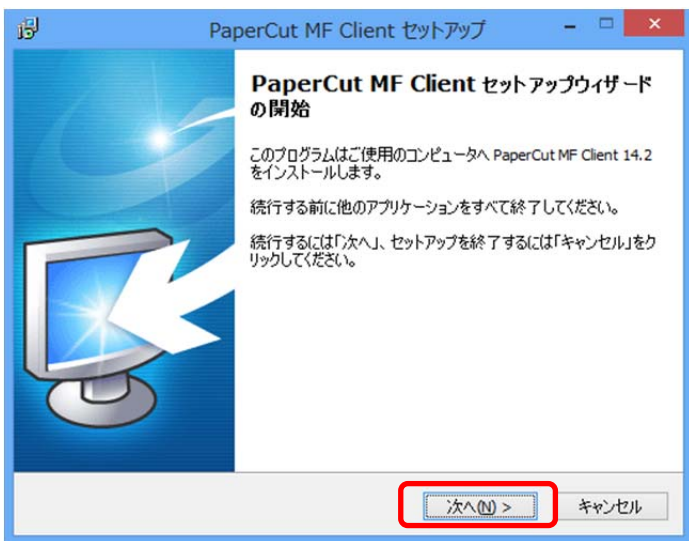 PaperCut MF Client セットアップ
PaperCut MF Client セットアップウィザード
の開始
このプログラムはご使用のコンピュータへ PaperCut MF Client 14.2
をインストールします。
続行する前に他のアプリケーションをすべて終了してください。
続行するには「次へ」、セットアップを終了するには「キャンセル」をク
リックしてください。
次へ(N) >
キャンセル